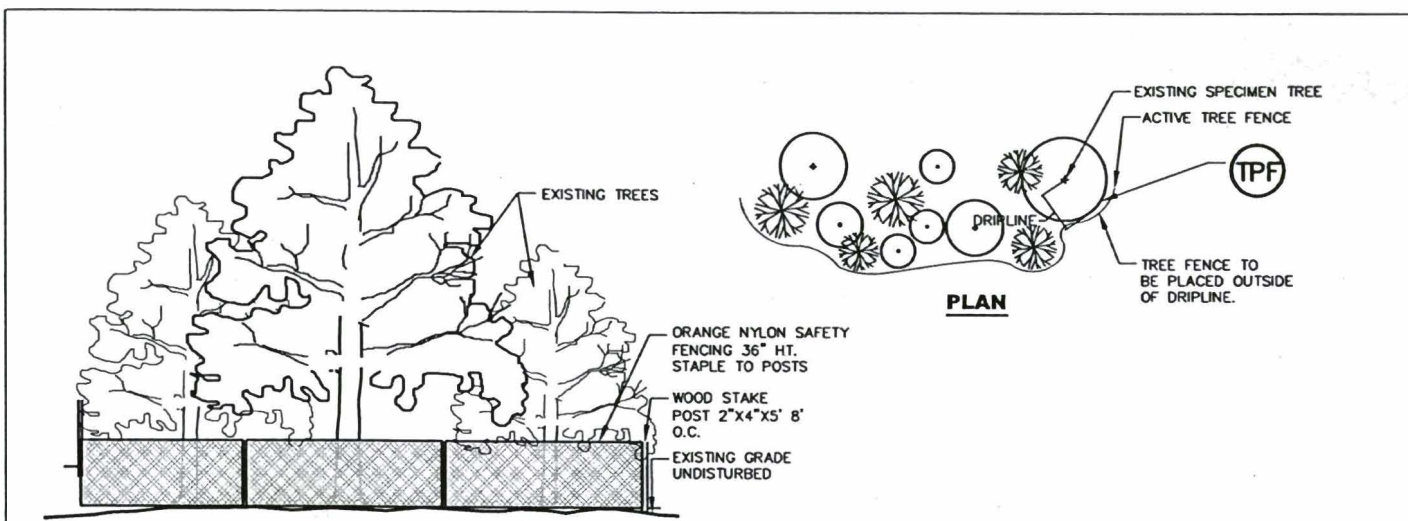 EXISTING TREES
ORANGE NYLON SAFETY
FENCING 36" HT.
STAPLE TO POSTS
WOOD STAKE
POST 2"X4"X5' 8'
O.C.
EXISTING GRADE
UNDISTURBED
EXISTING SPECIMEN TREE
ACTIVE TREE FENCE
TPF
DRIPLINE
TREE FENCE TO
BE PLACED OUTSIDE
OF DRIPLINE.
PLAN